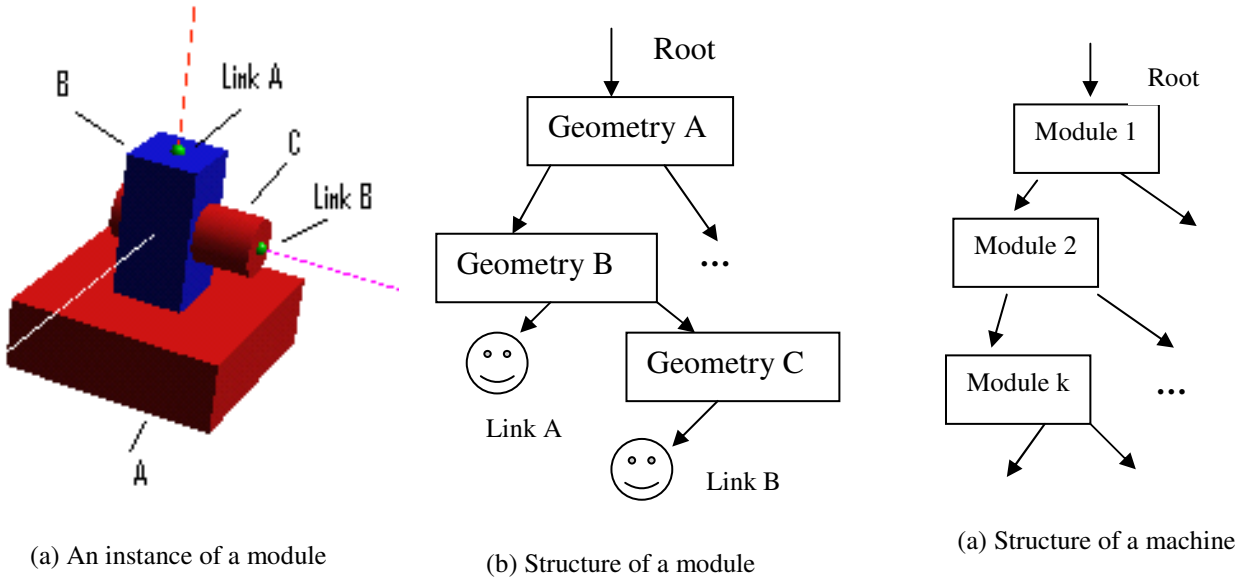 B
Link A
C
Link B
A
(a) An instance of a module
Root
Geometry A
Geometry B
...
Geometry C
Link A
Link B
(b) Structure of a module
Root
Module 1
Module 2
Module k
...
(a) Structure of a machine